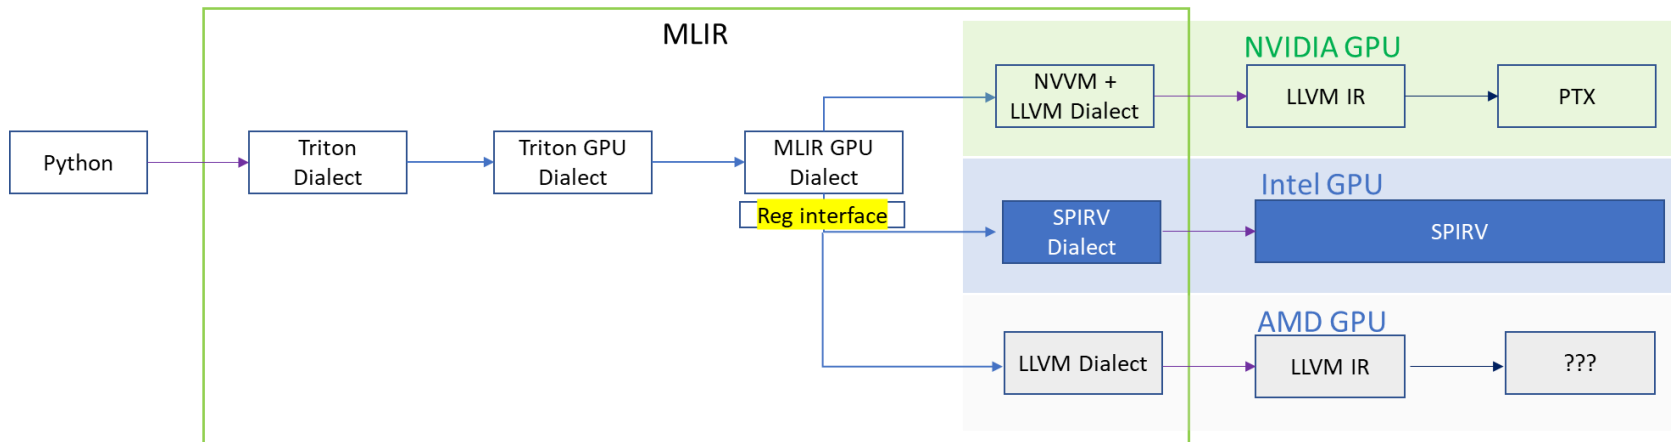 MLIR
NVIDIA GPU
NVVM +
LLVM Dialect
LLVM IR
PTX
Python
Triton
Dialect
Triton GPU
Dialect
MLIR GPU
Dialect
Reg interface
Intel GPU
SPIRV
Dialect
SPIRV
AMD GPU
LLVM Dialect
LLVM IR
???